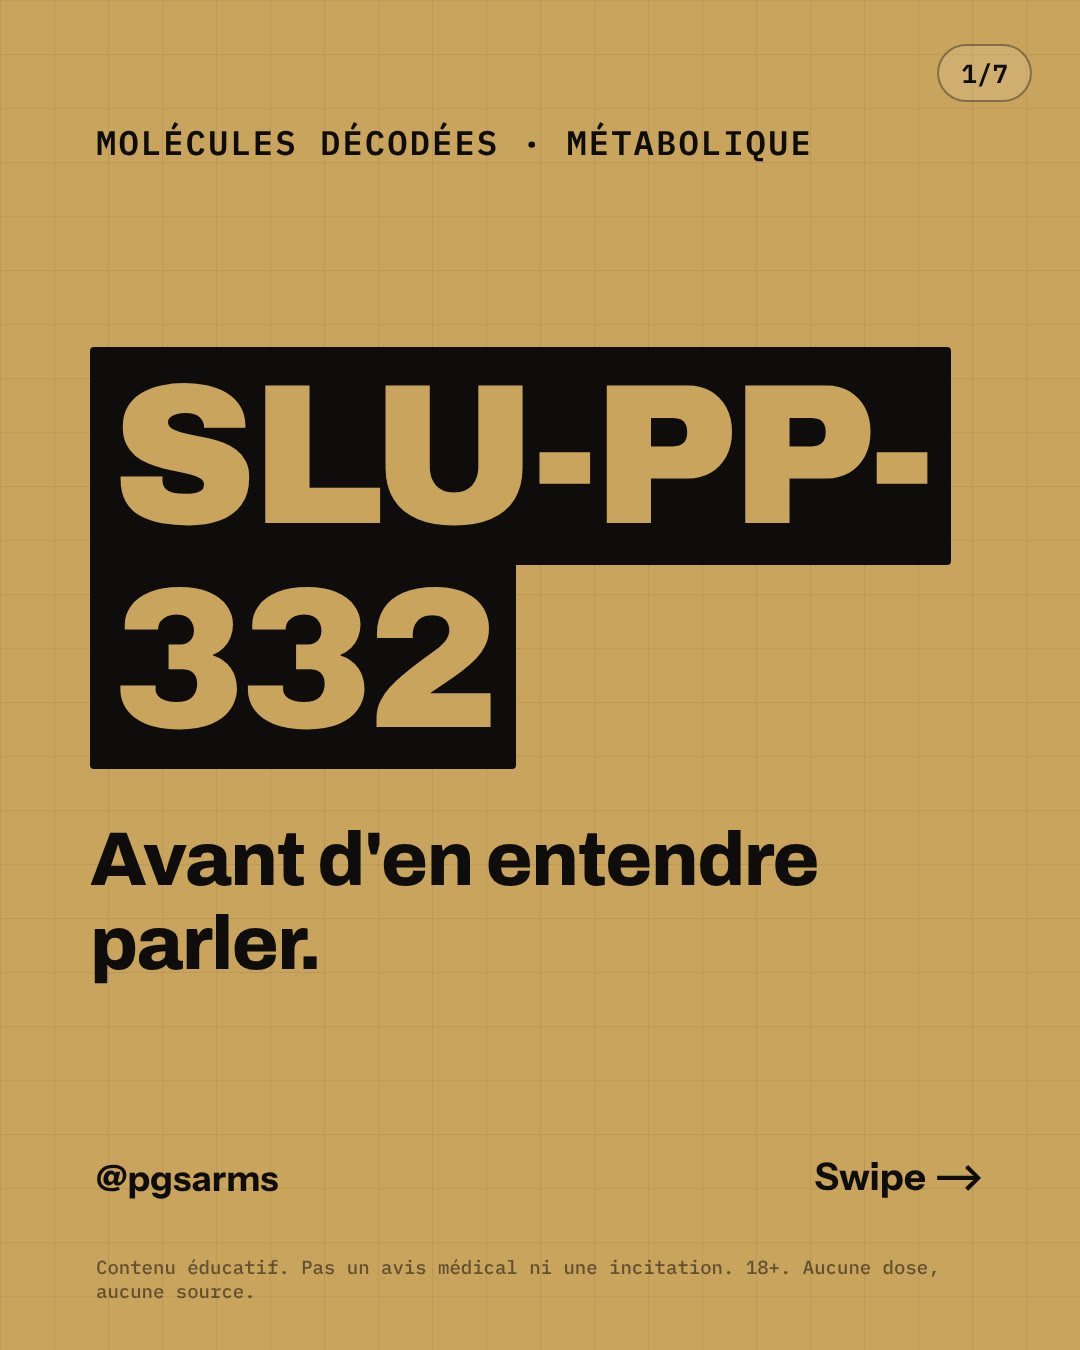 1/7
MOLÉCULES DÉCODÉES · MÉTABOLIQUE
SLU-PP-
332
Avant d'en entendre
parler.
@pgsarms
Swipe →
Contenu éducatif. Pas un avis médical ni une incitation. 18+. Aucune dose,
aucune source.